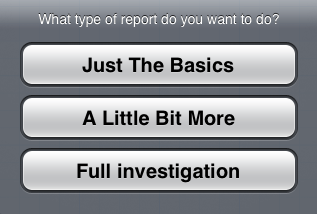 What type of report do you want to do?
Just The Basics
A Little Bit More
Full investigation